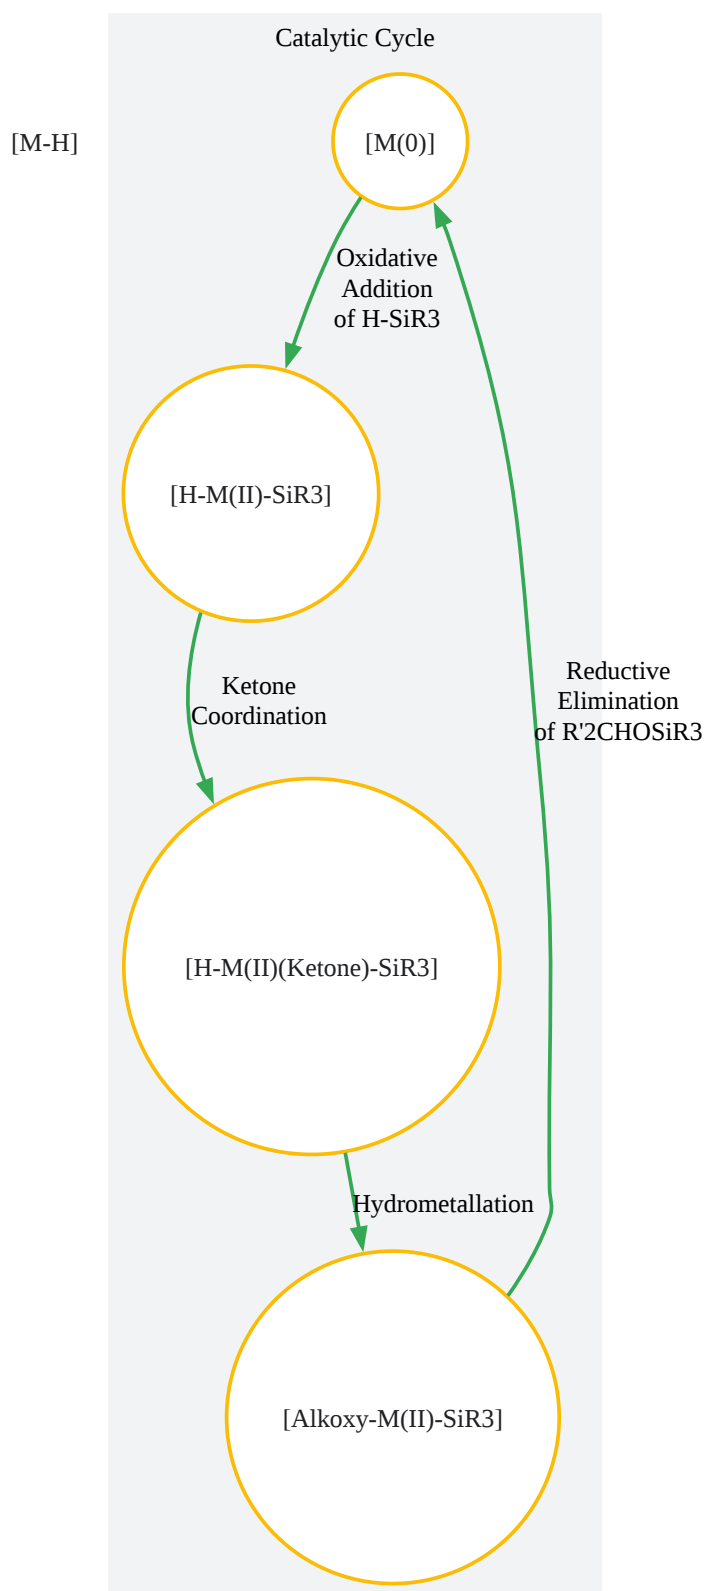 Catalytic Cycle
[M-H]
[M(0)]
Oxidative
Addition
of H-SiR3
[H-M(II)-SiR3]
Ketone
Coordination
Reductive
Elimination
of R'2CHOSiR3
[H-M(II)(Ketone)-SiR3]
Hydrometallation
[Alkoxy-M(II)-SiR3]